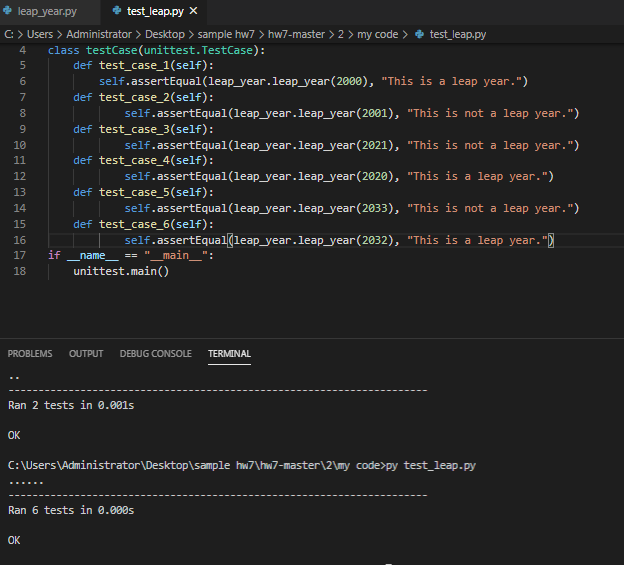 leap_year.py test_leap.py ×
C: > Users > Administrator > Desktop > sample hw7 > hw7-master > 2 > my code > test_leap.py
4 class testCase(unittest.TestCase):
5 def test_case_1(self):
6 self.assertEqual(leap_year.leap_year(2000), "This is a leap year.")
7 def test_case_2(self):
8 self.assertEqual(leap_year.leap_year(2001), "This is not a leap year.")
9 def test_case_3(self):
10 self.assertEqual(leap_year.leap_year(2021), "This is not a leap year.")
11 def test_case_4(self):
12 self.assertEqual(leap_year.leap_year(2020), "This is a leap year.")
13 def test_case_5(self):
14 self.assertEqual(leap_year.leap_year(2033), "This is not a leap year.")
15 def test_case_6(self):
16 self.assertEqual(leap_year.leap_year(2032), "This is a leap year.")
17 if __name__ == "__main__":
18 unittest.main()
PROBLEMS OUTPUT DEBUG CONSOLE TERMINAL
..
----------------------------------------------------------------------
Ran 2 tests in 0.001s
OK
C:\Users\Administrator\Desktop\sample hw7\hw7-master\2\my code>py test_leap.py
......
----------------------------------------------------------------------
Ran 6 tests in 0.000s
OK